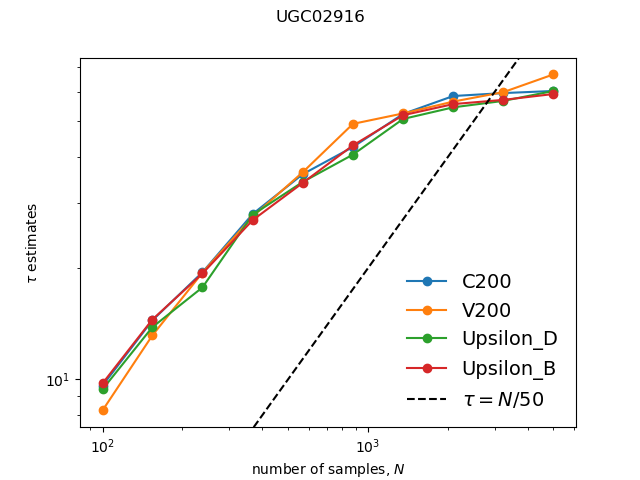 UGC02916
τ estimates
10¹
C200
V200
Upsilon_D
Upsilon_B
τ = N/50
10²
10³
number of samples, N